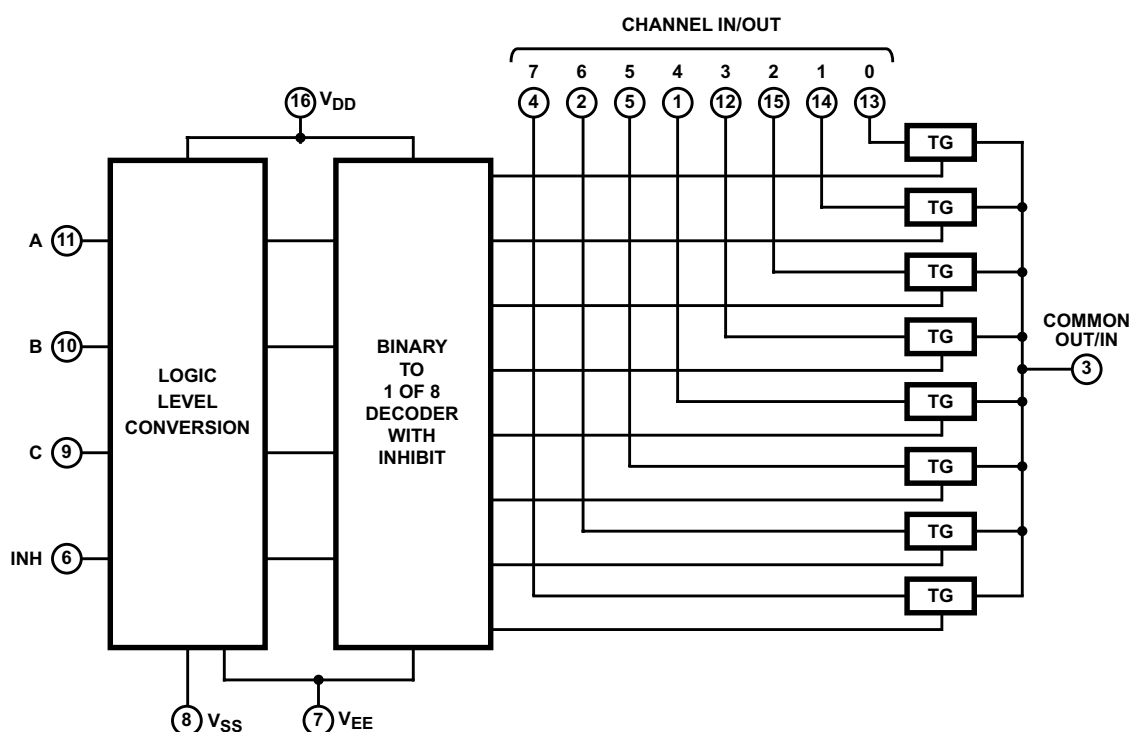 CHANNEL IN/OUT
7 6 5 4 3 2 1 0
4 2 5 1 12 15 14 13
16 VDD
TG
TG
TG
TG
TG
TG
TG
TG
A 11
B 10
C 9
INH 6
LOGIC
LEVEL
CONVERSION
BINARY
TO
1 OF 8
DECODER
WITH
INHIBIT
COMMON
OUT/IN
3
8 VSS
7 VEE